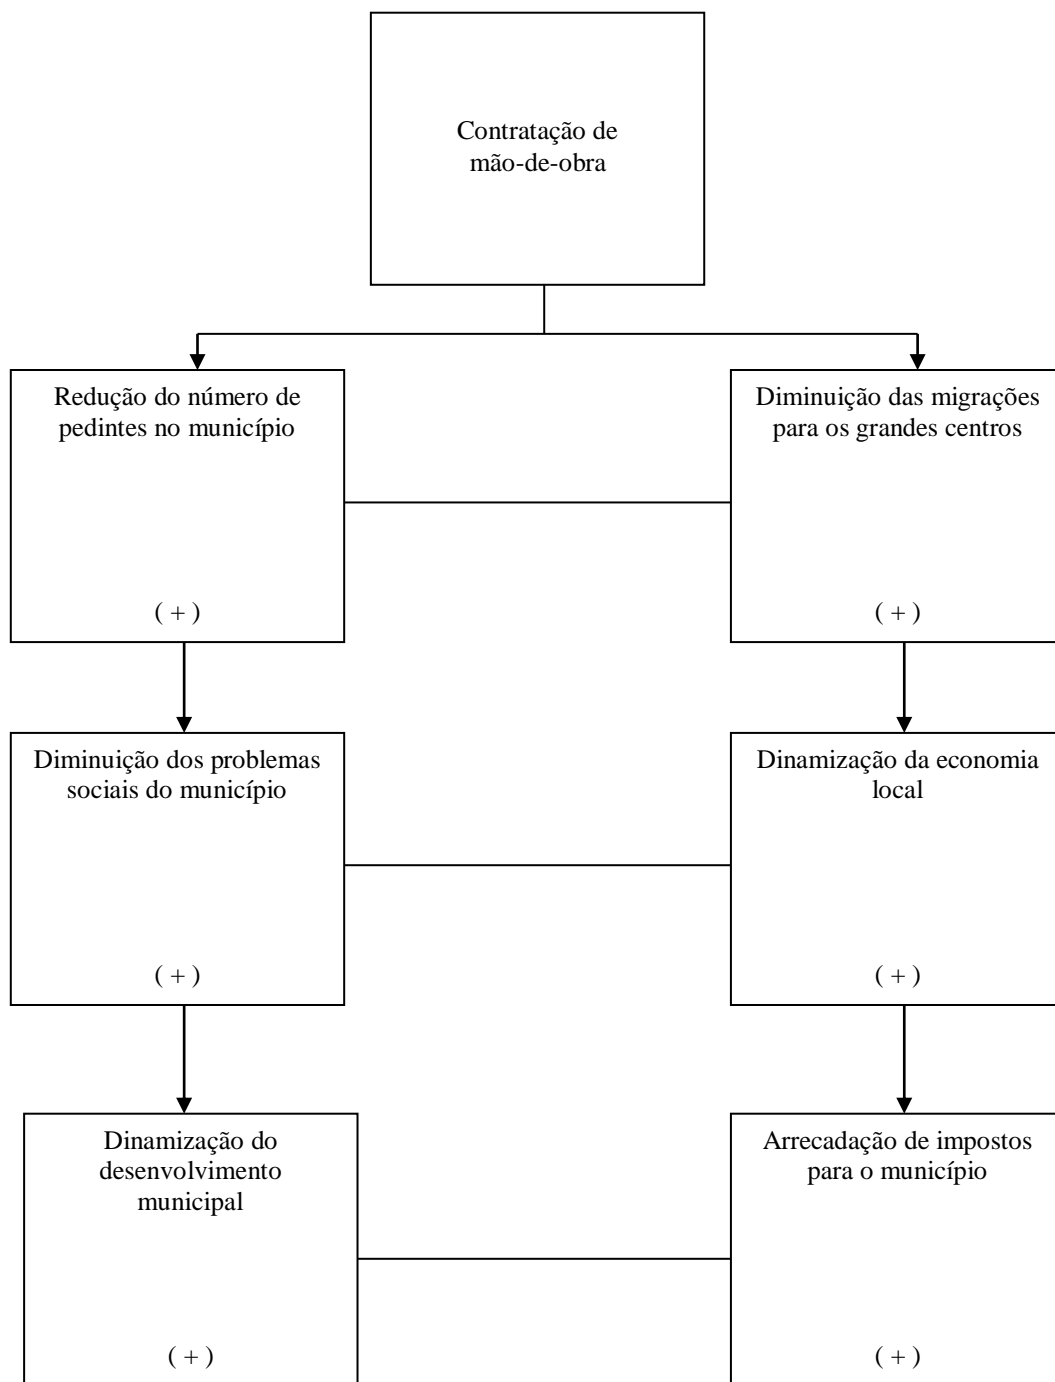 Contratação de
mão-de-obra
Redução do número de
pedintes no município
( + )
Diminuição das migrações
para os grandes centros
( + )
Diminuição dos problemas
sociais do município
( + )
Dinamização da economia
local
( + )
Dinamização do
desenvolvimento
municipal
( + )
Arrecadação de impostos
para o município
( + )